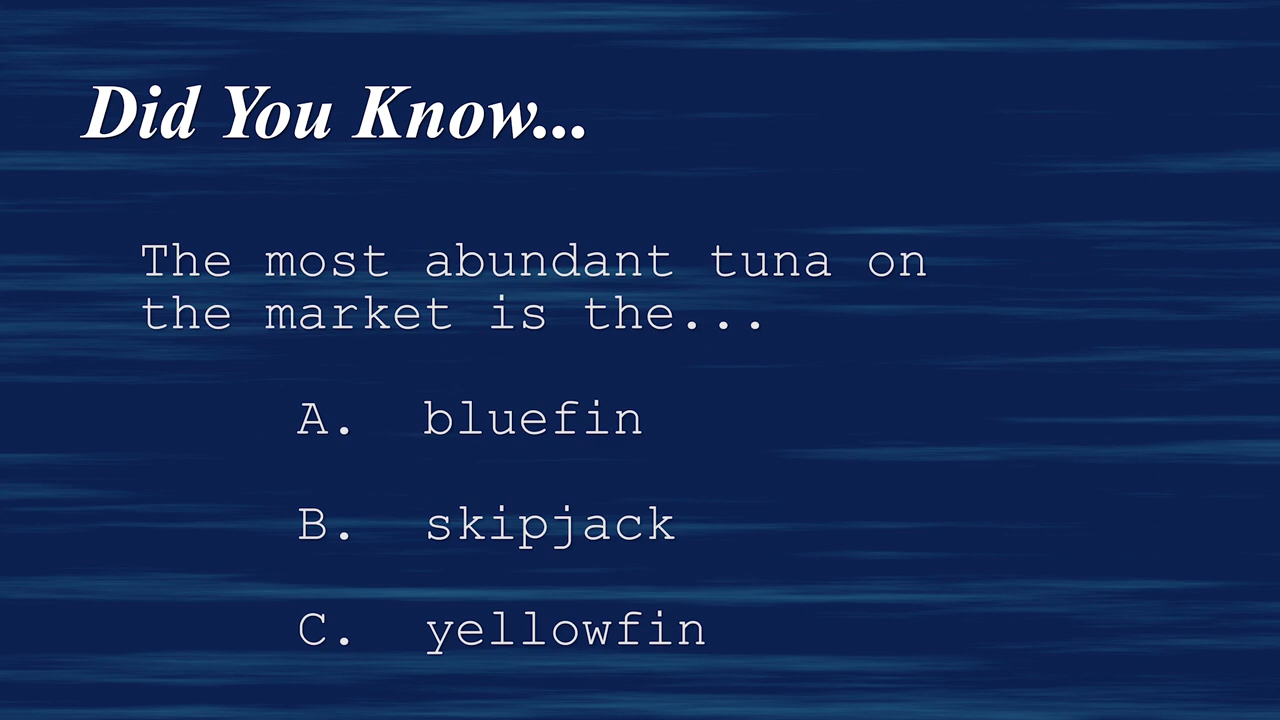 Did You Know...
The most abundant tuna on
the market is the...
A. bluefin
B. skipjack
C. yellowfin